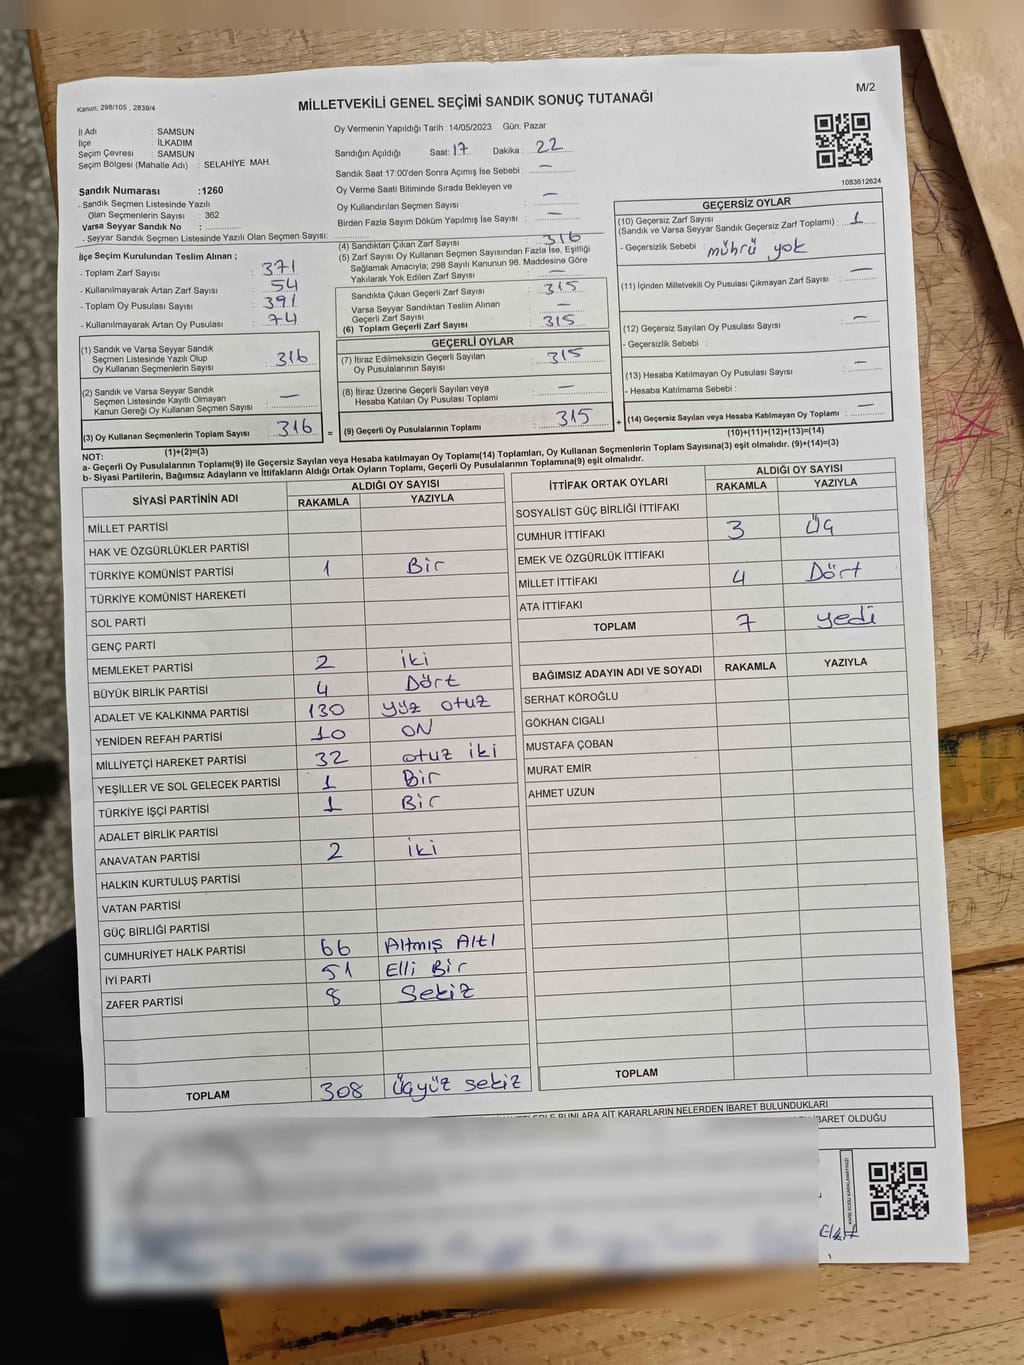 Kanun: 298/105 , 2839/4
MİLLETVEKİLİ GENEL SEÇİMİ SANDIK SONUÇ TUTANAĞI
M/2
İl Adı : SAMSUN
İlçe : İLKADIM
Seçim Çevresi : SAMSUN
Seçim Bölgesi (Mahalle Adı) : SELAHİYE MAH.
Sandık Numarası :1260
- Sandık Seçmen Listesinde Yazılı
Olan Seçmenlerin Sayısı : 362
Varsa Seyyar Sandık No :
- Seyyar Sandık Seçmen Listesinde Yazılı Olan Seçmen Sayısı:
Oy Vermenin Yapıldığı Tarih :14/05/2023 Gün: Pazar
Sandığın Açıldığı Saat: 17 Dakika : 22
Sandık Saat 17:00'den Sonra Açımış İse Sebebi : —
Oy Verme Saati Bitiminde Sırada Bekleyen ve
Oy Kullandırılan Seçmen Sayısı : —
Birden Fazla Sayım Döküm Yapılmış İse Sayısı : —
1083612624
İlçe Seçim Kurulundan Teslim Alınan ;
- Toplam Zarf Sayısı : 371
- Kullanılmayarak Artan Zarf Sayısı : 54
- Toplam Oy Pusulası Sayısı : 391
- Kullanılmayarak Artan Oy Pusulası : 74
(4) Sandıktan Çıkan Zarf Sayısı : 316
(5) Zarf Sayısı Oy Kullanan Seçmen Sayısından Fazla İse, Eşitliği
Sağlamak Amacıyla; 298 Sayılı Kanunun 98. Maddesine Göre
Yakılarak Yok Edilen Zarf Sayısı : —
Sandıkta Çıkan Geçerli Zarf Sayısı : 315
Varsa Seyyar Sandıktan Teslim Alınan
Geçerli Zarf Sayısı : —
(6) Toplam Geçerli Zarf Sayısı : 315
GEÇERSİZ OYLAR
(10) Geçersiz Zarf Sayısı
(Sandık ve Varsa Seyyar Sandık Geçersiz Zarf Toplamı) : 1
- Geçersizlik Sebebi : mührü yok
(11) İçinden Milletvekili Oy Pusulası Çıkmayan Zarf Sayısı : —
(12) Geçersiz Sayılan Oy Pusulası Sayısı : —
- Geçersizlik Sebebi :
(13) Hesaba Katılmayan Oy Pusulası Sayısı : —
- Hesaba Katılmama Sebebi :
(14) Geçersiz Sayılan veya Hesaba Katılmayan Oy Toplamı : —
(10)+(11)+(12)+(13)=(14)
(1) Sandık ve Varsa Seyyar Sandık
Seçmen Listesinde Yazılı Olup
Oy Kullanan Seçmenlerin Sayısı : 316
(2) Sandık ve Varsa Seyyar Sandık
Seçmen Listesinde Kayıtlı Olmayan
Kanun Gereği Oy Kullanan Seçmen Sayısı : —
(3) Oy Kullanan Seçmenlerin Toplam Sayısı : 316 =
(1)+(2)=(3)
GEÇERLİ OYLAR
(7) İtiraz Edilmeksizin Geçerli Sayılan
Oy Pusulalarının Sayısı : 315
(8) İtiraz Üzerine Geçerli Sayılan veya
Hesaba Katılan Oy Pusulası Toplamı : —
(9) Geçerli Oy Pusulalarının Toplamı : 315 +
NOT:
a- Geçerli Oy Pusulalarının Toplamı(9) ile Geçersiz Sayılan veya Hesaba katılmayan Oy Toplamı(14) Toplamları, Oy Kullanan Seçmenlerin Toplam Sayısına(3) eşit olmalıdır. (9)+(14)=(3)
b- Siyasi Partilerin, Bağımsız Adayların ve İttifakların Aldığı Ortak Oyların Toplamı, Geçerli Oy Pusulalarının Toplamına(9) eşit olmalıdır.
SİYASİ PARTİNİN ADI ALDIĞI OY SAYISI
RAKAMLA YAZIYLA
MİLLET PARTİSİ
HAK VE ÖZGÜRLÜKLER PARTİSİ
TÜRKİYE KOMÜNİST PARTİSİ 1 Bir
TÜRKİYE KOMÜNİST HAREKETİ
SOL PARTİ
GENÇ PARTİ
MEMLEKET PARTİSİ 2 iki
BÜYÜK BİRLİK PARTİSİ 4 Dört
ADALET VE KALKINMA PARTİSİ 130 yüz otuz
YENİDEN REFAH PARTİSİ 10 ON
MİLLİYETÇİ HAREKET PARTİSİ 32 otuz iki
YEŞİLLER VE SOL GELECEK PARTİSİ 1 Bir
TÜRKİYE İŞÇİ PARTİSİ 1 Bir
ADALET BİRLİK PARTİSİ
ANAVATAN PARTİSİ 2 iki
HALKIN KURTULUŞ PARTİSİ
VATAN PARTİSİ
GÜÇ BİRLİĞİ PARTİSİ
CUMHURİYET HALK PARTİSİ 66 Altmış Altı
İYİ PARTİ 51 Elli Bir
ZAFER PARTİSİ 8 Sekiz
TOPLAM 308 üçyüz sekiz
İTTİFAK ORTAK OYLARI ALDIĞI OY SAYISI
RAKAMLA YAZIYLA
SOSYALİST GÜÇ BİRLİĞİ İTTİFAKI
CUMHUR İTTİFAKI 3 Üç
EMEK VE ÖZGÜRLÜK İTTİFAKI
MİLLET İTTİFAKI 4 Dört
ATA İTTİFAKI
TOPLAM 7 yedi
BAĞIMSIZ ADAYIN ADI VE SOYADI RAKAMLA YAZIYLA
SERHAT KÖROĞLU
GÖKHAN CIGALI
MUSTAFA ÇOBAN
MURAT EMİR
AHMET UZUN
TOPLAM
BUNLARA AİT KARARLARIN NELERDEN İBARET BULUNDUKLARI
İBARET OLDUĞU
KARE KODU KARALAMAYINIZ!